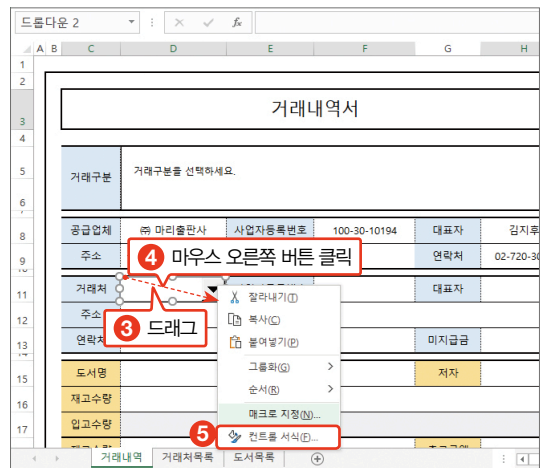 드롭다운 2
fx
A B C D E F G H
1
2
3 거래내역서
4
5 거래구분 거래구분을 선택하세요.
6
8 공급업체 ㈜ 마리출판사 사업자등록번호 100-30-10194 대표자 김지후
9 주소 ④ 마우스 오른쪽 버튼 클릭 연락처 02-720-30
11 거래처 대표자
잘라내기(T)
12 주소
복사(C)
③ 드래그
13 연락처 붙여넣기(P) 미지급금
그룹화(G) >
15 도서명 저자
순서(R) >
16 재고수량
매크로 지정(N)...
17 입고수량 ⑤ 컨트롤 서식(F)...
거래내역 거래처목록 도서목록